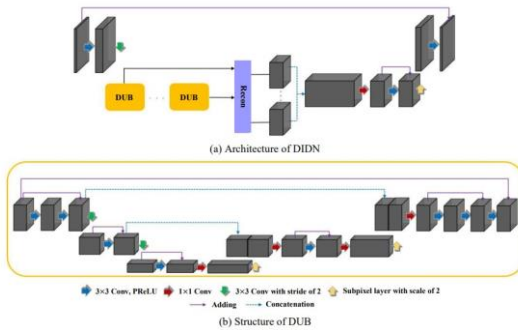 DUB
DUB
Recon
(a) Architecture of DIDN
3×3 Conv, PReLU 1×1 Conv 3×3 Conv with stride of 2 Subpixel layer with scale of 2
Adding Concatenation
(b) Structure of DUB